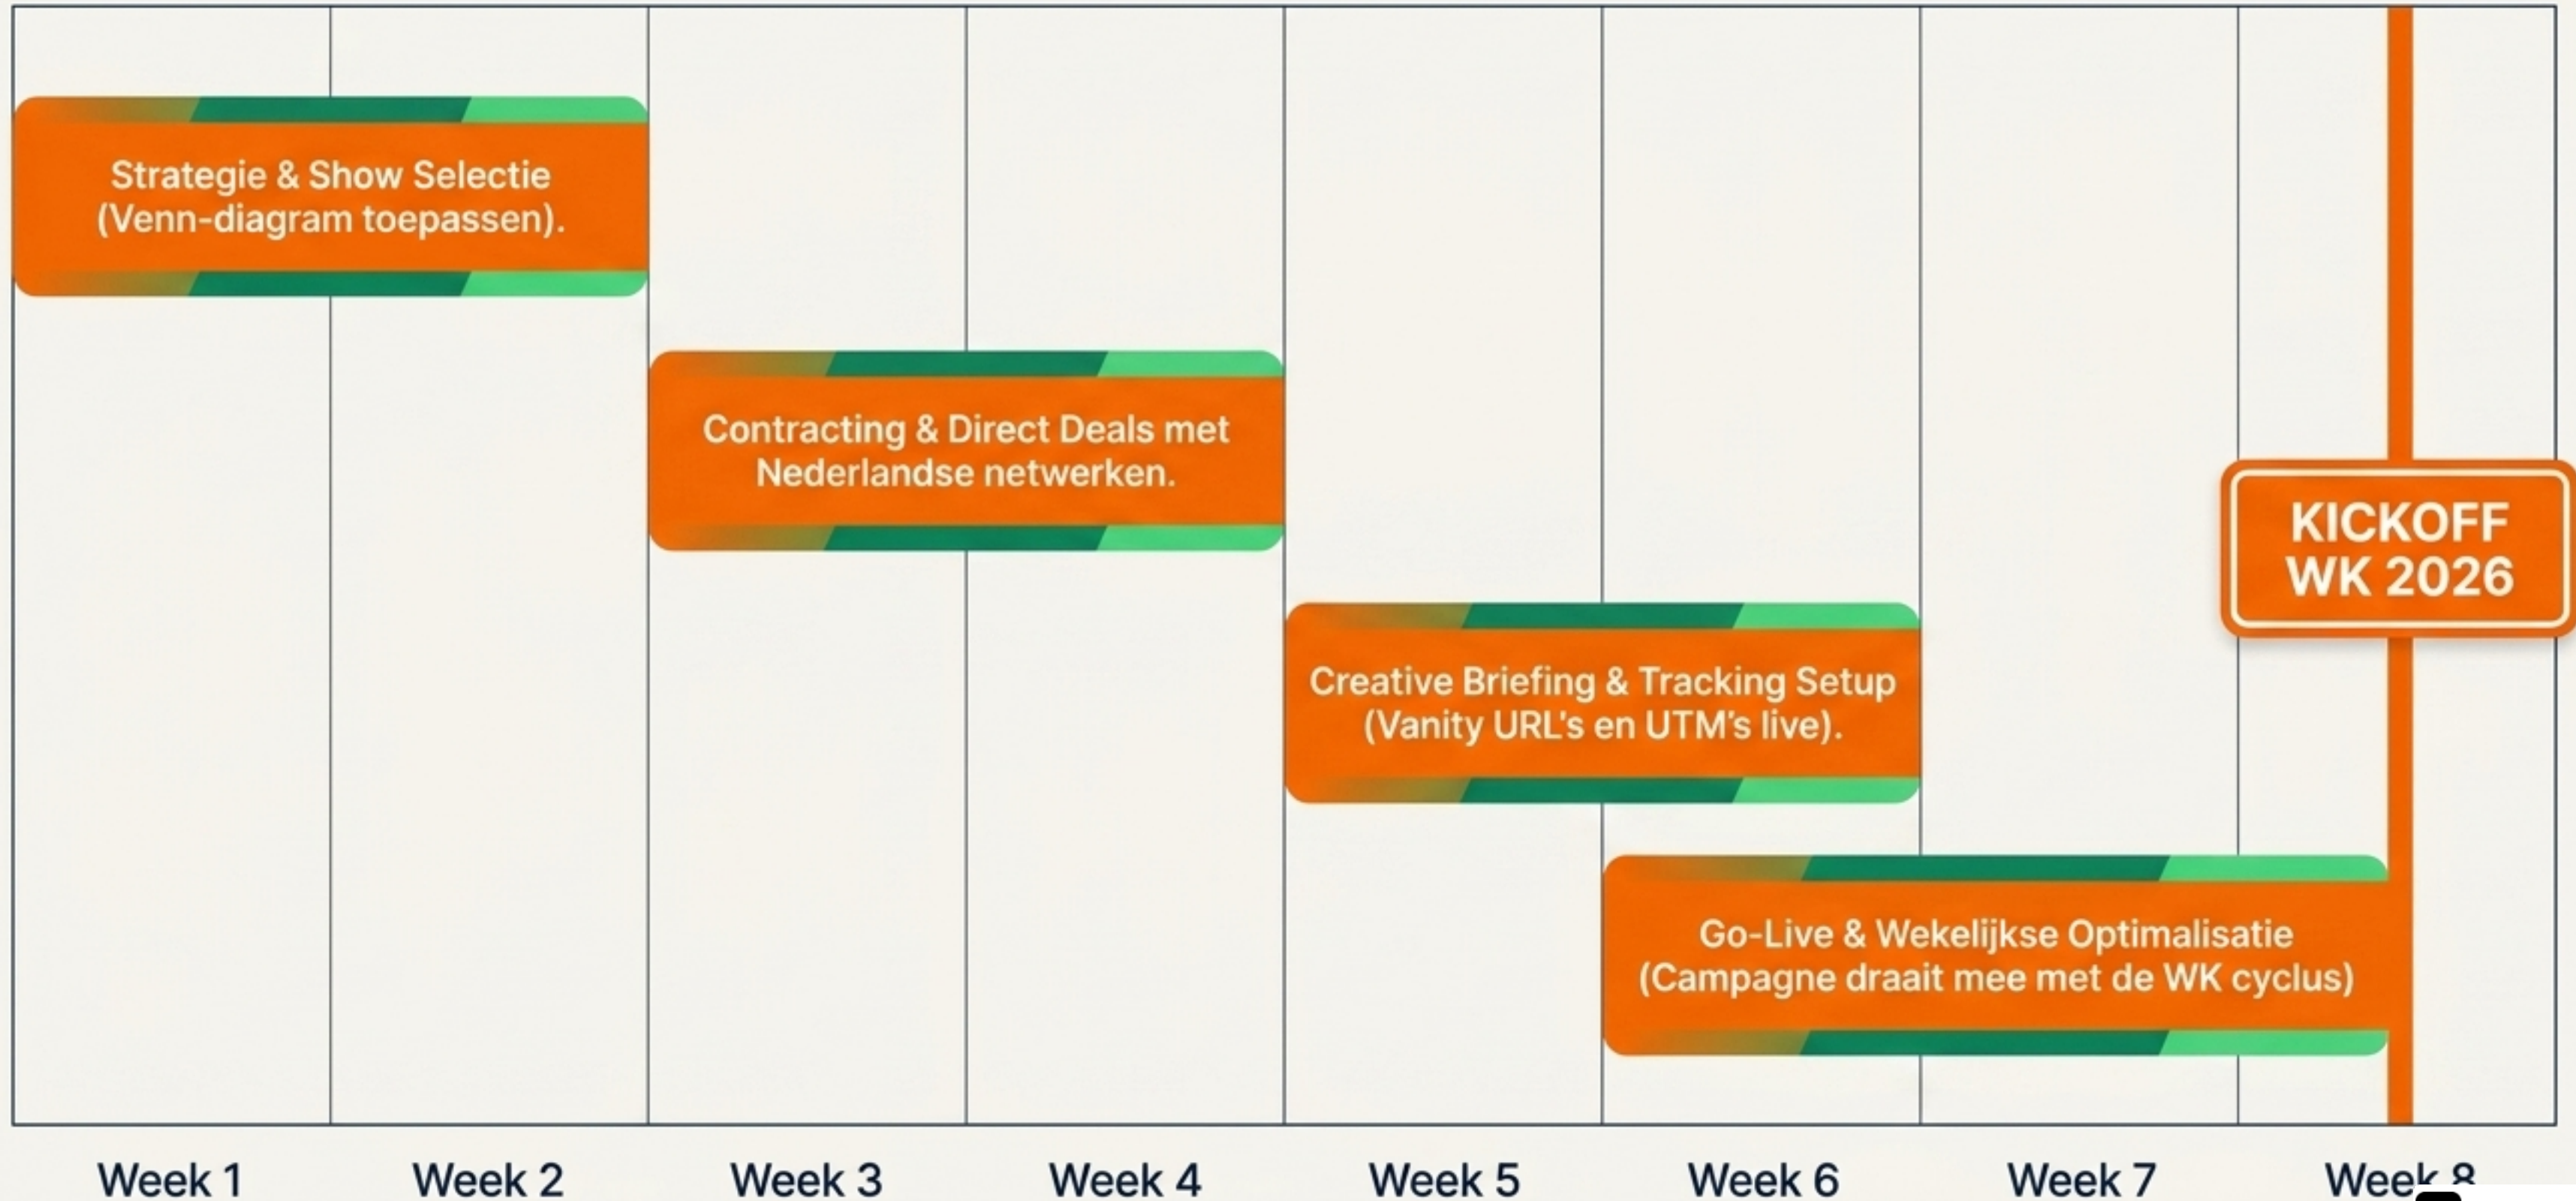 Strategie & Show Selectie
(Venn-diagram toepassen).
Contracting & Direct Deals met
Nederlandse netwerken.
KICKOFF
WK 2026
Creative Briefing & Tracking Setup
(Vanity URL's en UTM's live).
Go-Live & Wekelijkse Optimalisatie
(Campagne draait mee met de WK cyclus)
Week 1
Week 2
Week 3
Week 4
Week 5
Week 6
Week 7
Week 8